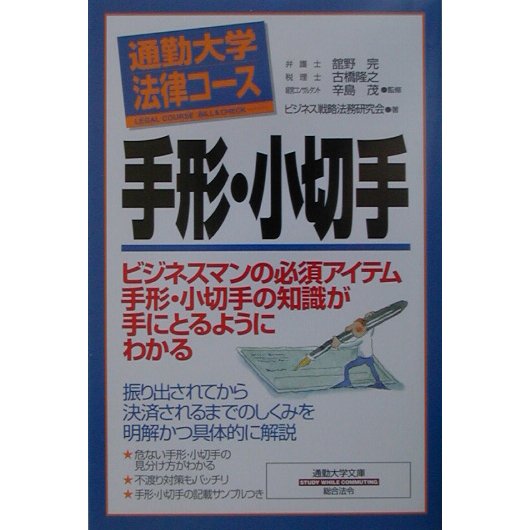 通勤大学
法律コース
LEGAL COURSE BILL&CHECK
弁護士 舘野 完
税理士 古橋隆之
経営コンサルタント 辛島 茂●監修
ビジネス戦略法務研究会●著
手形・小切手
ビジネスマンの必須アイテム
手形・小切手の知識が
手にとるように
わかる
振り出されてから
決済されるまでのしくみを
明解かつ具体的に解説
★危ない手形・小切手の
見分け方がわかる
★不渡り対策もバッチリ
★手形・小切手の記載サンプルつき
通勤大学文庫
STUDY WHILE COMMUTING
総合法令